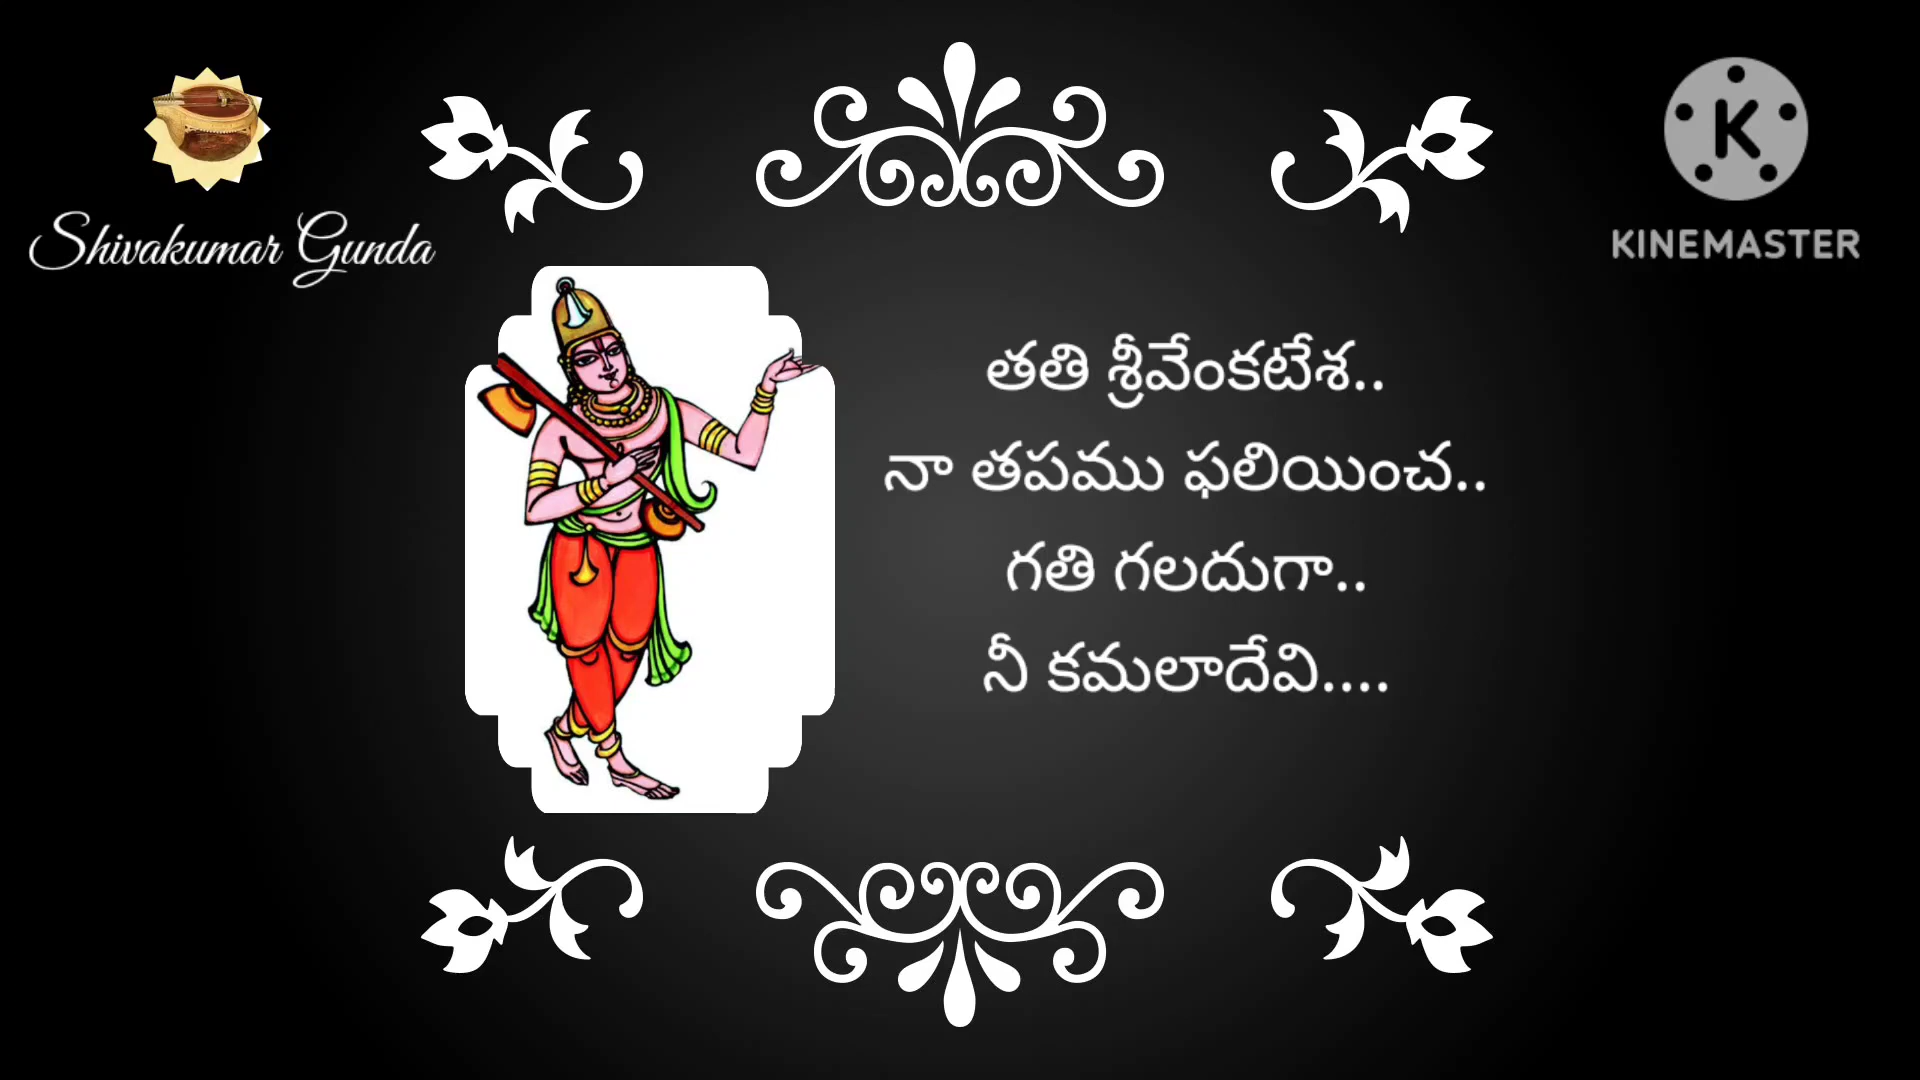 Shivakumar Gunda
KINEMASTER
తతి శ్రీవేంకటేశ..
నా తపము ఫలియించ..
గతి గలదుగా..
నీ కమలాదేవి....